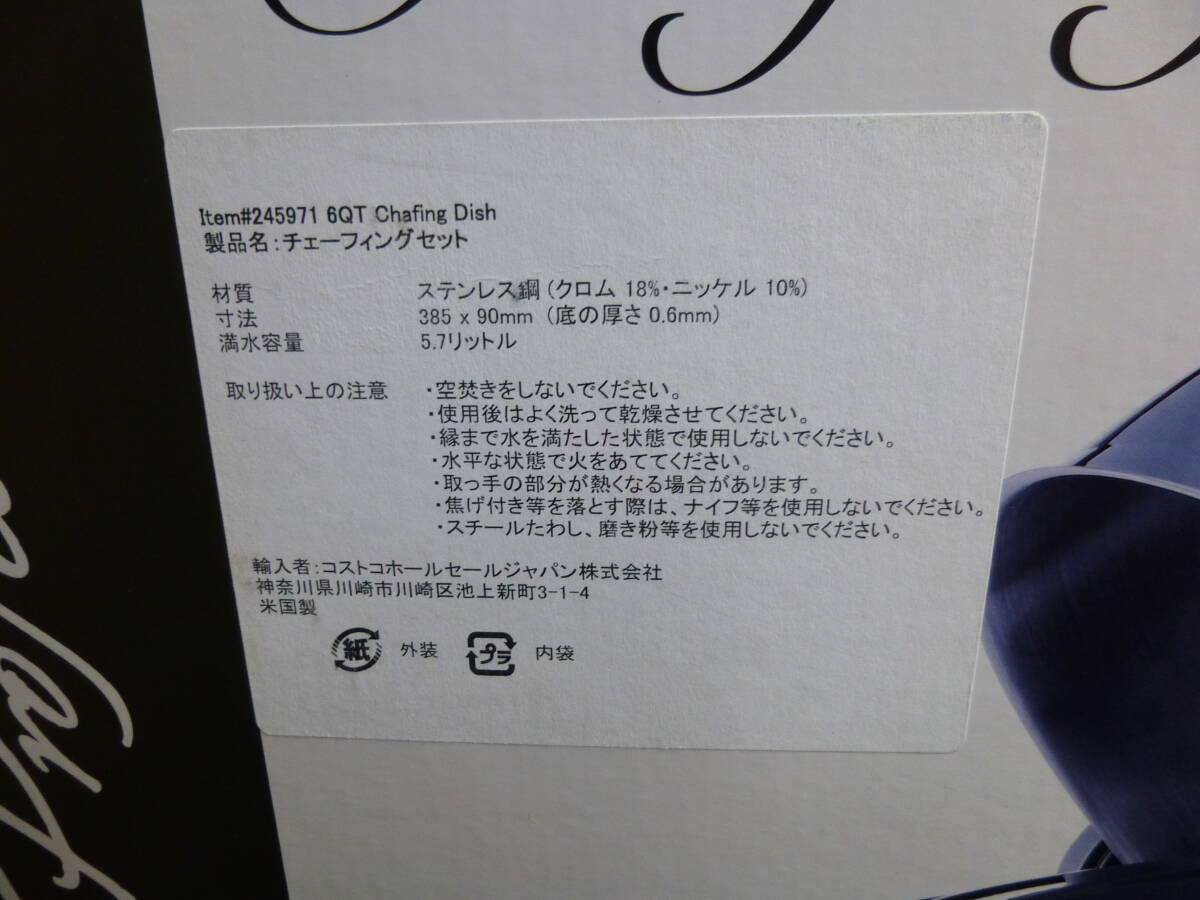 Item#245971 6QT Chafing Dish
製品名:チェーフィングセット
材質 ステンレス鋼(クロム 18%・ニッケル 10%)
寸法 385 x 90mm (底の厚さ0.6mm)
満水容量 5.7リットル
取り扱い上の注意 ・空焚きをしないでください。
・使用後はよく洗って乾燥させてください。
・縁まで水を満たした状態で使用しないでください。
・水平な状態で火をあててください。
・取っ手の部分が熱くなる場合があります。
・焦げ付き等を落とす際は、ナイフ等を使用しないでください。
・スチールたわし、磨き粉等を使用しないでください。
輸入者:コストコホールセールジャパン株式会社
神奈川県川崎市川崎区池上新町3-1-4
米国製
紙 外装 プラ 内袋